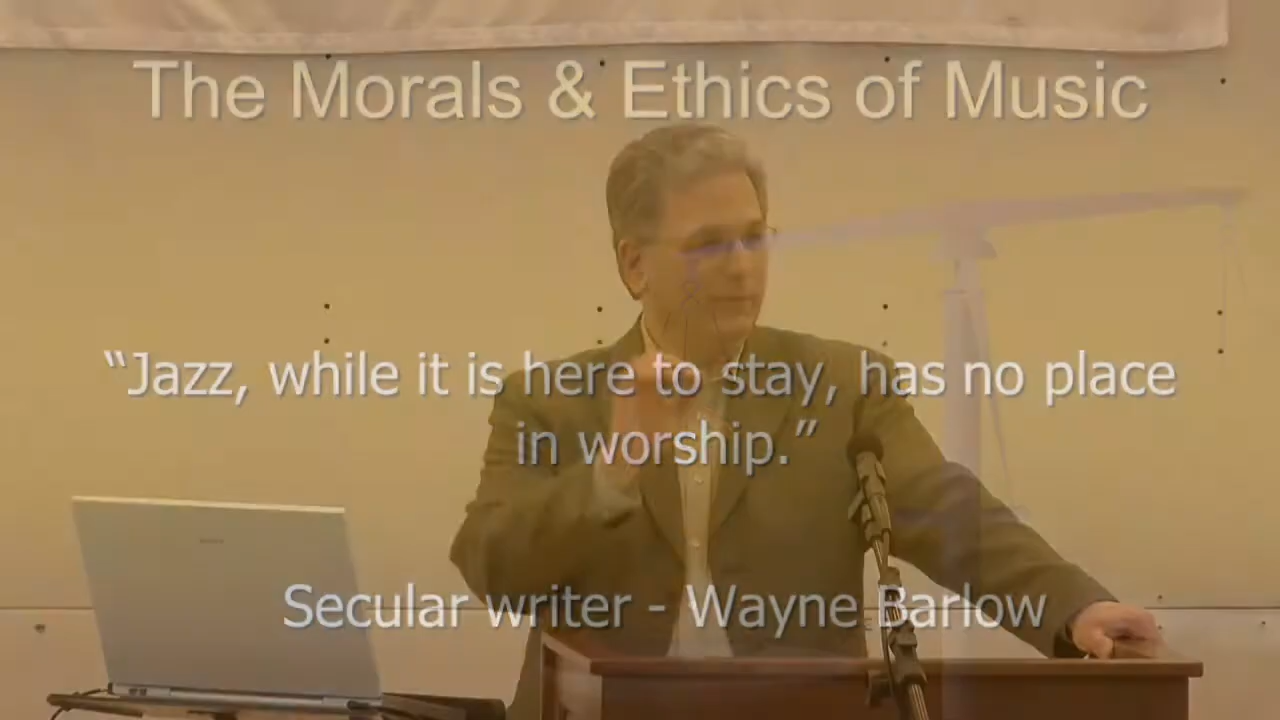 The Morals & Ethics of Music
“Jazz, while it is here to stay, has no place
in worship.”
Secular writer - Wayne Barlow